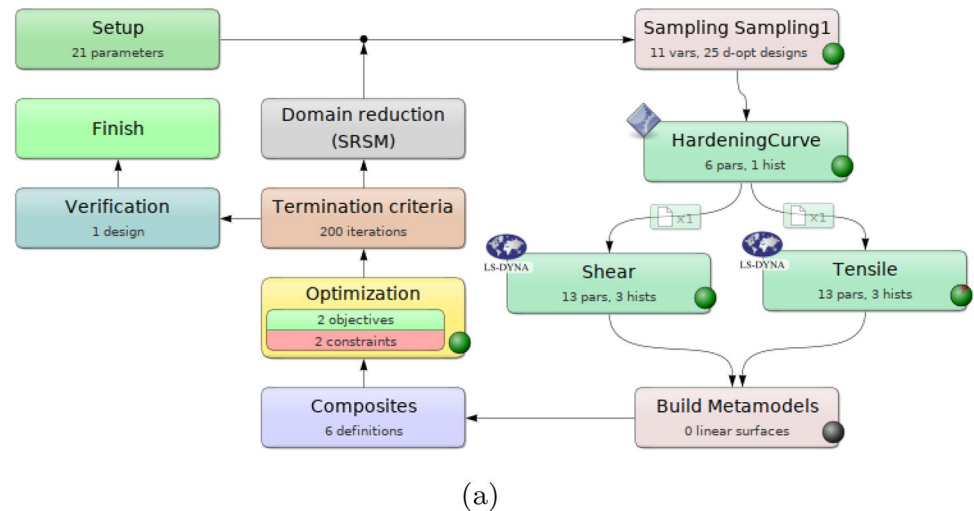 Setup
21 parameters
Sampling Sampling1
11 vars, 25 d-opt designs
Finish
Domain reduction
(SRSM)
HardeningCurve
6 pars, 1 hist
Verification
1 design
Termination criteria
200 iterations
x1
x1
LS-DYNA
Shear
13 pars, 3 hists
LS-DYNA
Tensile
13 pars, 3 hists
Optimization
2 objectives
2 constraints
Composites
6 definitions
Build Metamodels
0 linear surfaces
(a)